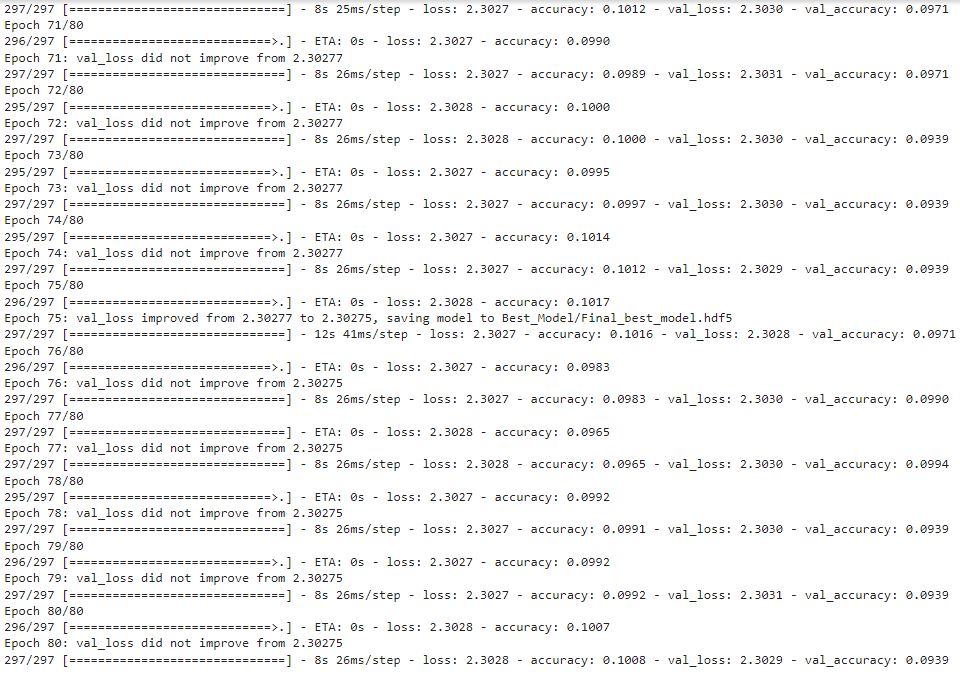 297/297 [==============================] - 8s 25ms/step - loss: 2.3027 - accuracy: 0.1012 - val_loss: 2.3030 - val_accuracy: 0.0971
Epoch 71/80
296/297 [============================>.] - ETA: 0s - loss: 2.3027 - accuracy: 0.0990
Epoch 71: val_loss did not improve from 2.30277
297/297 [==============================] - 8s 26ms/step - loss: 2.3027 - accuracy: 0.0989 - val_loss: 2.3031 - val_accuracy: 0.0971
Epoch 72/80
295/297 [============================>.] - ETA: 0s - loss: 2.3028 - accuracy: 0.1000
Epoch 72: val_loss did not improve from 2.30277
297/297 [==============================] - 8s 26ms/step - loss: 2.3028 - accuracy: 0.1000 - val_loss: 2.3030 - val_accuracy: 0.0939
Epoch 73/80
295/297 [============================>.] - ETA: 0s - loss: 2.3027 - accuracy: 0.0995
Epoch 73: val_loss did not improve from 2.30277
297/297 [==============================] - 8s 26ms/step - loss: 2.3027 - accuracy: 0.0997 - val_loss: 2.3030 - val_accuracy: 0.0939
Epoch 74/80
295/297 [============================>.] - ETA: 0s - loss: 2.3027 - accuracy: 0.1014
Epoch 74: val_loss did not improve from 2.30277
297/297 [==============================] - 8s 26ms/step - loss: 2.3027 - accuracy: 0.1012 - val_loss: 2.3029 - val_accuracy: 0.0939
Epoch 75/80
296/297 [============================>.] - ETA: 0s - loss: 2.3028 - accuracy: 0.1017
Epoch 75: val_loss improved from 2.30277 to 2.30275, saving model to Best_Model/Final_best_model.hdf5
297/297 [==============================] - 12s 41ms/step - loss: 2.3027 - accuracy: 0.1016 - val_loss: 2.3028 - val_accuracy: 0.0971
Epoch 76/80
296/297 [============================>.] - ETA: 0s - loss: 2.3027 - accuracy: 0.0983
Epoch 76: val_loss did not improve from 2.30275
297/297 [==============================] - 8s 26ms/step - loss: 2.3027 - accuracy: 0.0983 - val_loss: 2.3030 - val_accuracy: 0.0990
Epoch 77/80
297/297 [==============================] - ETA: 0s - loss: 2.3028 - accuracy: 0.0965
Epoch 77: val_loss did not improve from 2.30275
297/297 [==============================] - 8s 26ms/step - loss: 2.3028 - accuracy: 0.0965 - val_loss: 2.3030 - val_accuracy: 0.0994
Epoch 78/80
295/297 [============================>.] - ETA: 0s - loss: 2.3027 - accuracy: 0.0992
Epoch 78: val_loss did not improve from 2.30275
297/297 [==============================] - 8s 26ms/step - loss: 2.3027 - accuracy: 0.0991 - val_loss: 2.3030 - val_accuracy: 0.0939
Epoch 79/80
296/297 [============================>.] - ETA: 0s - loss: 2.3027 - accuracy: 0.0992
Epoch 79: val_loss did not improve from 2.30275
297/297 [==============================] - 8s 26ms/step - loss: 2.3027 - accuracy: 0.0992 - val_loss: 2.3031 - val_accuracy: 0.0939
Epoch 80/80
296/297 [============================>.] - ETA: 0s - loss: 2.3028 - accuracy: 0.1007
Epoch 80: val_loss did not improve from 2.30275
297/297 [==============================] - 8s 26ms/step - loss: 2.3028 - accuracy: 0.1008 - val_loss: 2.3029 - val_accuracy: 0.0939